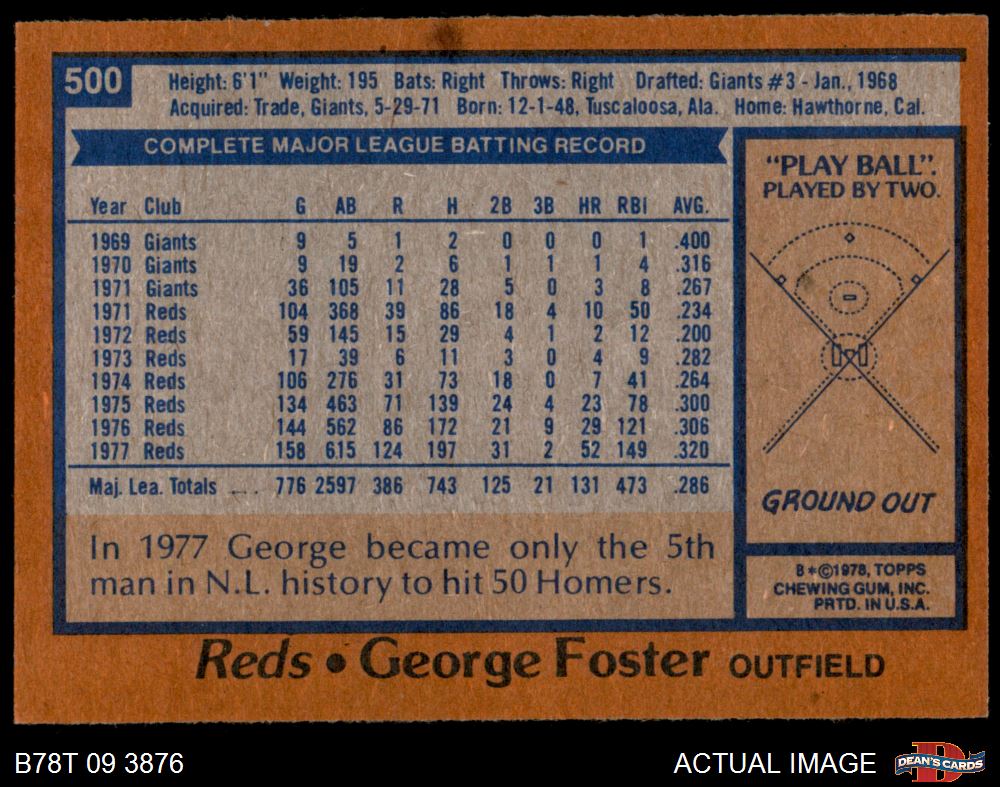 500
Height: 6'1" Weight: 195 Bats: Right Throws: Right Drafted: Giants #3 - Jan., 1968
Acquired: Trade, Giants, 5-29-71 Born: 12-1-48, Tuscaloosa, Ala. Home: Hawthorne, Cal.
COMPLETE MAJOR LEAGUE BATTING RECORD
Year Club G AB R H 2B 3B HR RBI AVG.
1969 Giants 9 5 1 2 0 0 0 1 .400
1970 Giants 9 19 2 6 1 1 1 4 .316
1971 Giants 36 105 11 28 5 0 3 8 .267
1971 Reds 104 368 39 86 18 4 10 50 .234
1972 Reds 59 145 15 29 4 1 2 12 .200
1973 Reds 17 39 6 11 3 0 4 9 .282
1974 Reds 106 276 31 73 18 0 7 41 .264
1975 Reds 134 463 71 139 24 4 23 78 .300
1976 Reds 144 562 86 172 21 9 29 121 .306
1977 Reds 158 615 124 197 31 2 52 149 .320
Maj. Lea. Totals .... 776 2597 386 743 125 21 131 473 .286
In 1977 George became only the 5th
man in N.L. history to hit 50 Homers.
"PLAY BALL".
PLAYED BY TWO.
GROUND OUT
B*©1978, TOPPS
CHEWING GUM, INC.
PRTD. IN U.S.A.
Reds • George Foster OUTFIELD
B78T 09 3876
ACTUAL IMAGE
D
DEAN'S CARDS